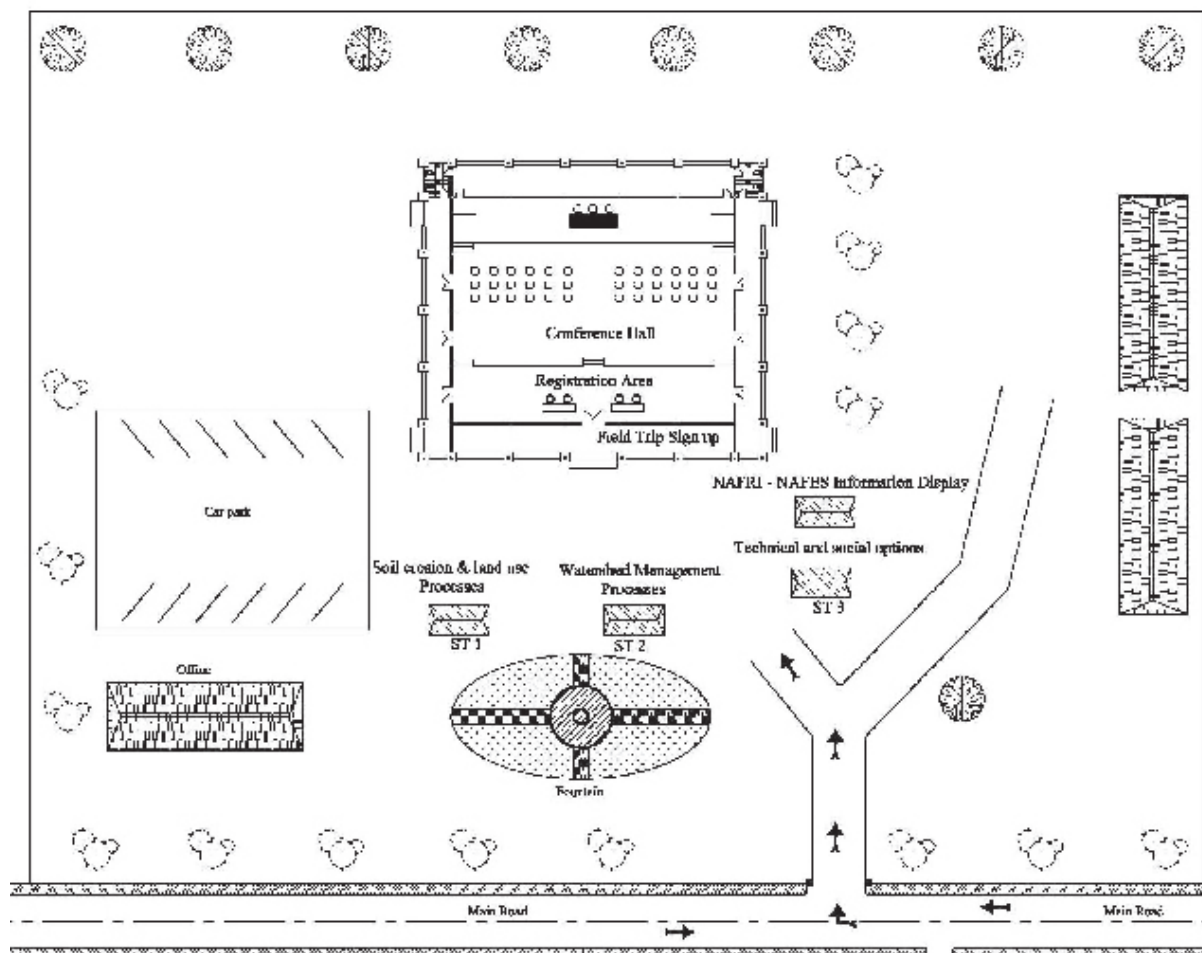 Conference Hall
Registration Area
Field Trip Sign up
NAFRI - NAFES Information Display
Car park
Technical and social options
Soil erosion & land use
Processes
Watershed Management
Processes
ST 3
ST 1
ST 2
Office
Fountain
Main Road
Main Road